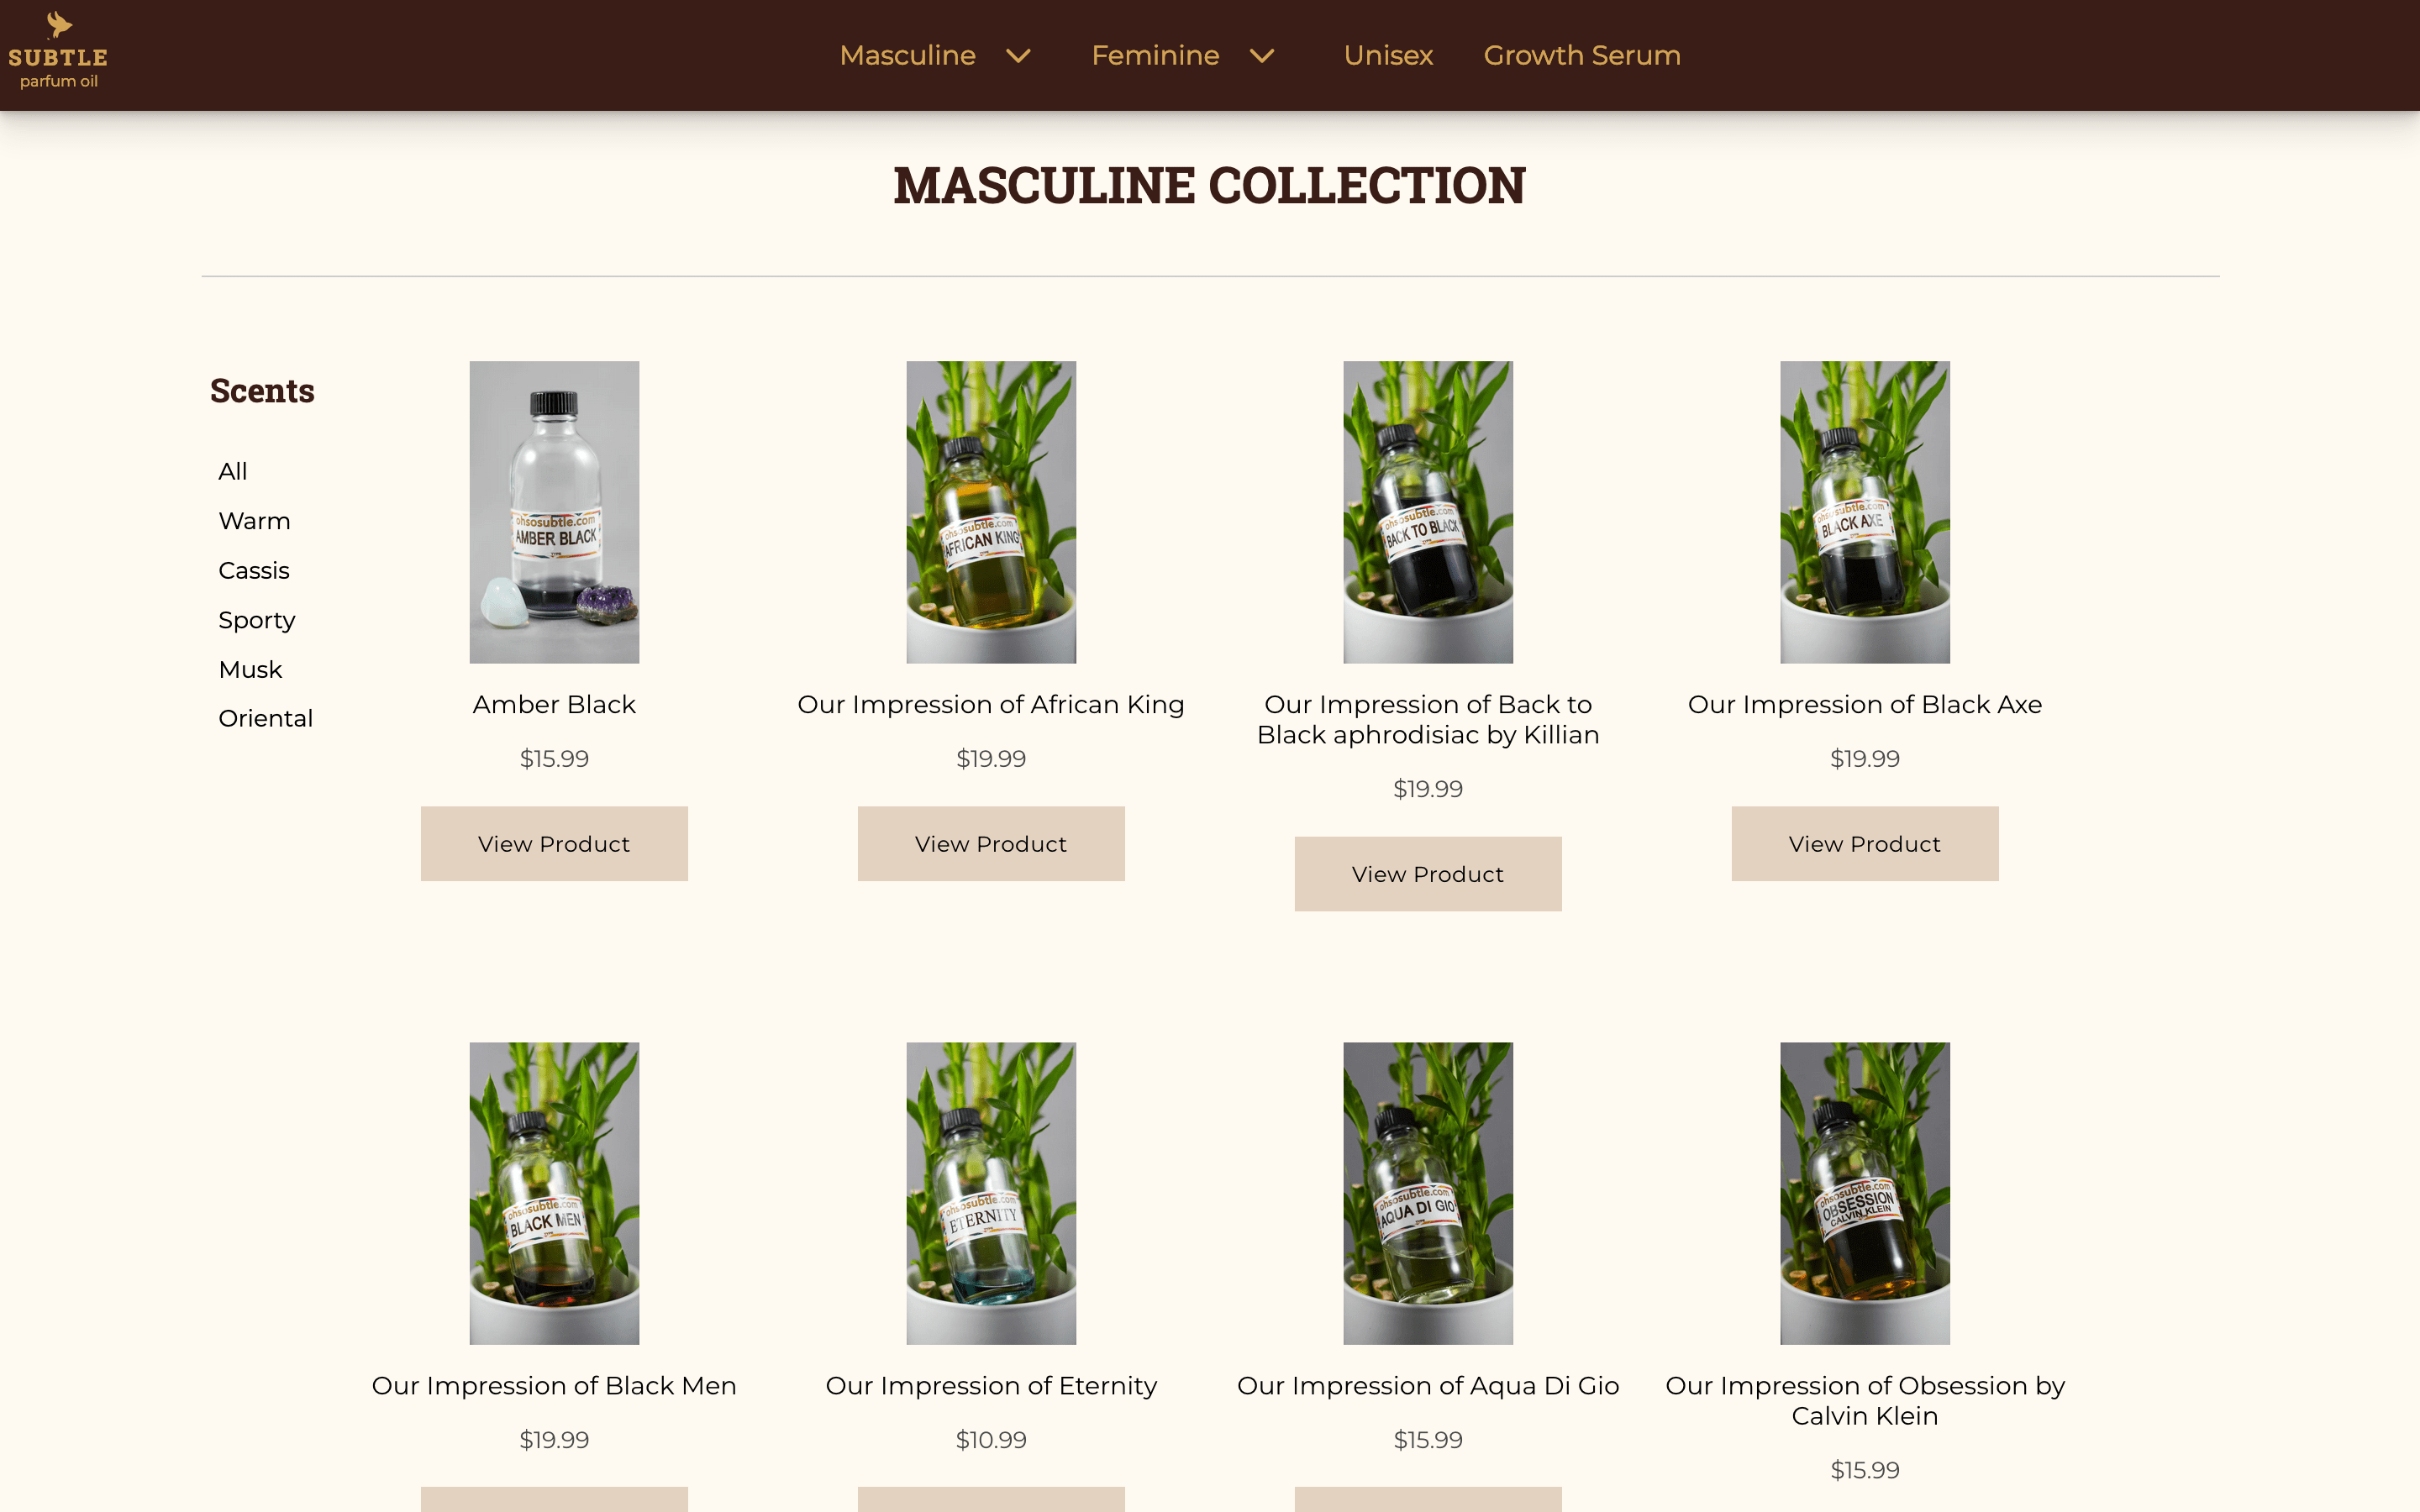 SUBTLE
parfum oil
Masculine
Feminine
Unisex
Growth Serum
MASCULINE COLLECTION
Scents
All
Warm
Cassis
Sporty
Musk
Oriental
ohsosubtle.com
AMBER BLACK
Amber Black
$15.99
View Product
ohsosubtle.com
AFRICAN KING
Our Impression of African King
$19.99
View Product
ohsosubtle.com
BACK TO BLACK
Our Impression of Back to
Black aphrodisiac by Killian
$19.99
View Product
ohsosubtle.com
BLACK AXE
Our Impression of Black Axe
$19.99
View Product
ohsosubtle.com
BLACK MEN
Our Impression of Black Men
$19.99
ohsosubtle.com
ETERNITY
Our Impression of Eternity
$10.99
ohsosubtle.com
AQUA DI GIO
Our Impression of Aqua Di Gio
$15.99
ohsosubtle.com
OBSESSION
CALVIN KLEIN
Our Impression of Obsession by
Calvin Klein
$15.99